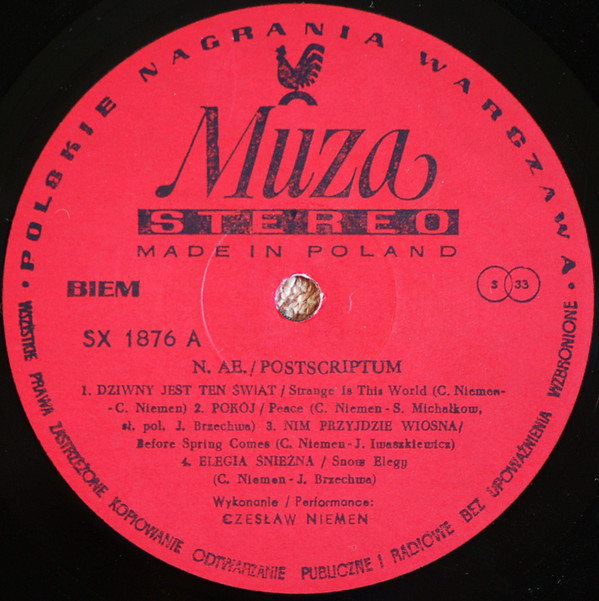 • POLSKIE NAGRANIA WARSZAWA •
Muza
STEREO
MADE IN POLAND
BIEM
S 33
SX 1876 A
N. AE./POSTSCRIPTUM
1. DZIWNY JEST TEN ŚWIAT / Strange Is This World (C. Niemen-
-C. Niemen) 2. POKÓJ / Peace (C. Niemen - S. Michałkow,
sł. pol. J. Brzechwa) 3. NIM PRZYJDZIE WIOSNA/
Before Spring Comes (C. Niemen - J. Iwaszkiewicz)
4. ELEGIA ŚNIEŻNA / Snow Elegy
(C. Niemen - J. Brzechwa)
Wykonanie / Performance:
CZESŁAW NIEMEN
WSZYSTKIE PRAWA ZASTRZEŻONE KOPIOWANIE ODTWARZANIE PUBLICZNE I RADIOWE BEZ UPOWAŻNIENIA WZBRONIONE